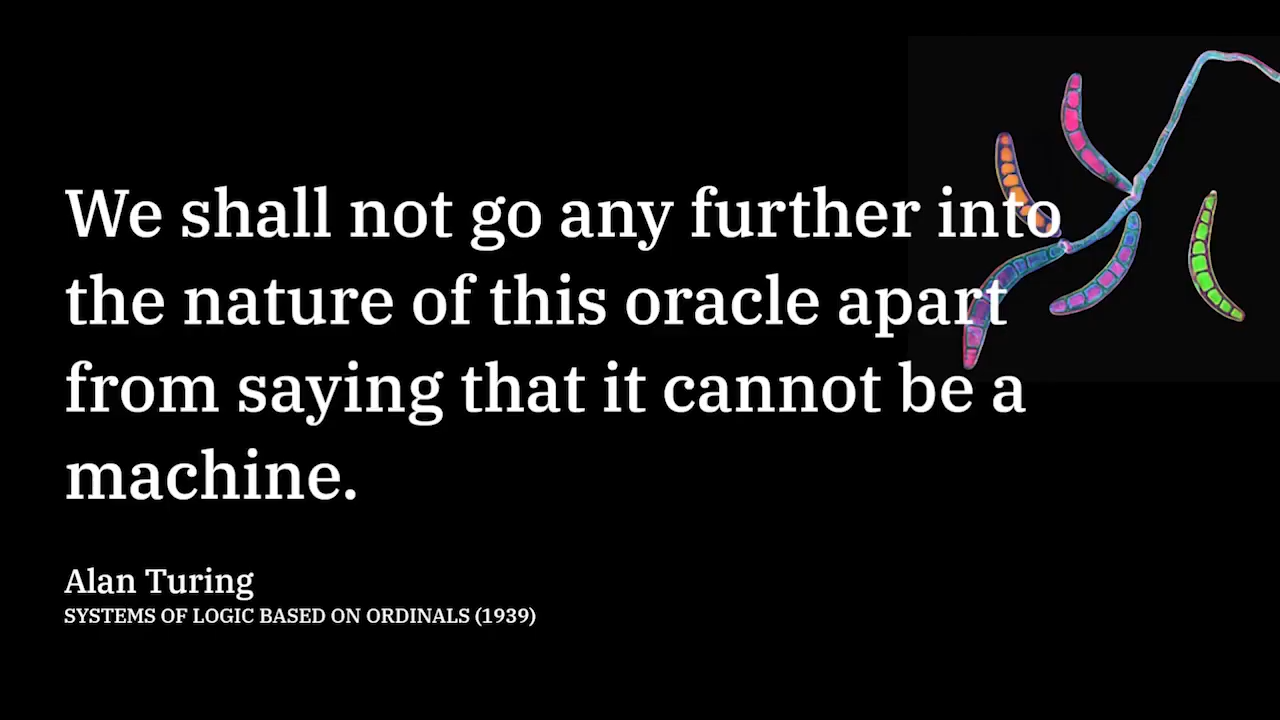 We shall not go any further into
the nature of this oracle apart
from saying that it cannot be a
machine.
Alan Turing
SYSTEMS OF LOGIC BASED ON ORDINALS (1939)